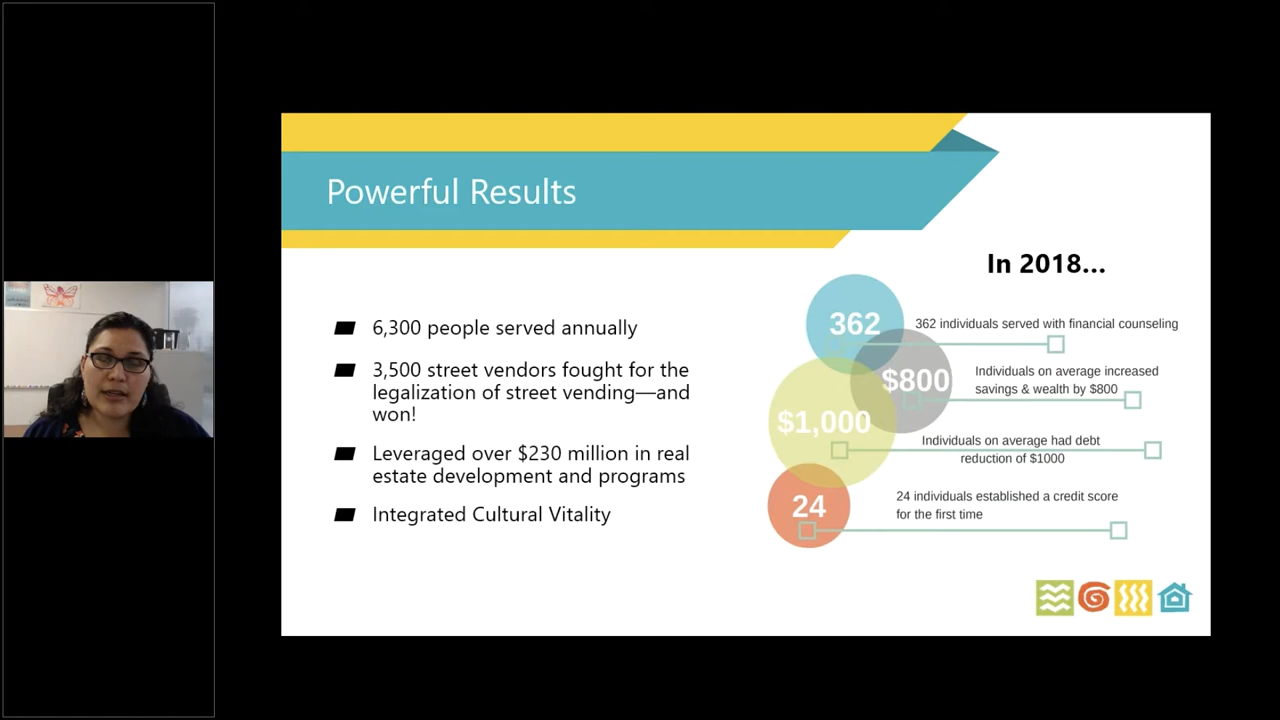 Powerful Results
6,300 people served annually
3,500 street vendors fought for the
legalization of street vending—and
won!
Leveraged over $230 million in real
estate development and programs
Integrated Cultural Vitality
In 2018...
362
362 individuals served with financial counseling
$800
Individuals on average increased
savings & wealth by $800
$1,000
Individuals on average had debt
reduction of $1000
24
24 individuals established a credit score
for the first time